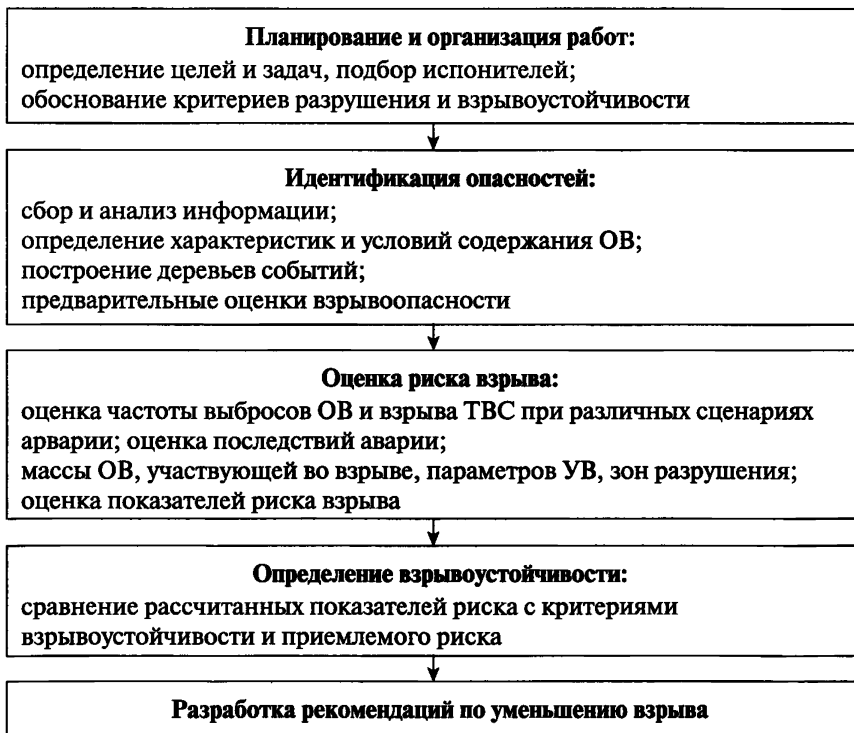 Планирование и организация работ:
определение целей и задач, подбор испонителей;
обоснование критериев разрушения и взрывоустойчивости
Идентификация опасностей:
сбор и анализ информации;
определение характеристик и условий содержания ОВ;
построение деревьев событий;
предварительные оценки взрывоопасности
Оценка риска взрыва:
оценка частоты выбросов ОВ и взрыва ТВС при различных сценариях
арварии; оценка последствий аварии;
массы ОВ, участвующей во взрыве, параметров УВ, зон разрушения;
оценка показателей риска взрыва
Определение взрывоустойчивости:
сравнение рассчитанных показателей риска с критериями
взрывоустойчивости и приемлемого риска
Разработка рекомендаций по уменьшению взрыва